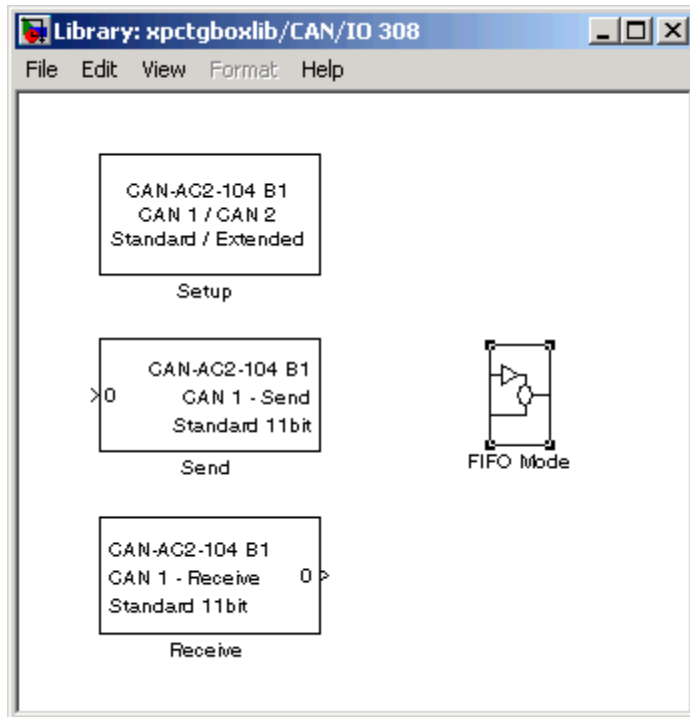 Library: xpctgboxlib/CAN/IO 308
File Edit View Format Help
CAN-AC2-104 B1
CAN 1 / CAN 2
Standard / Extended
Setup
CAN-AC2-104 B1
0 CAN 1 - Send
Standard 11bit
Send
FIFO Mode
CAN-AC2-104 B1
CAN 1 - Receive 0
Standard 11bit
Receive